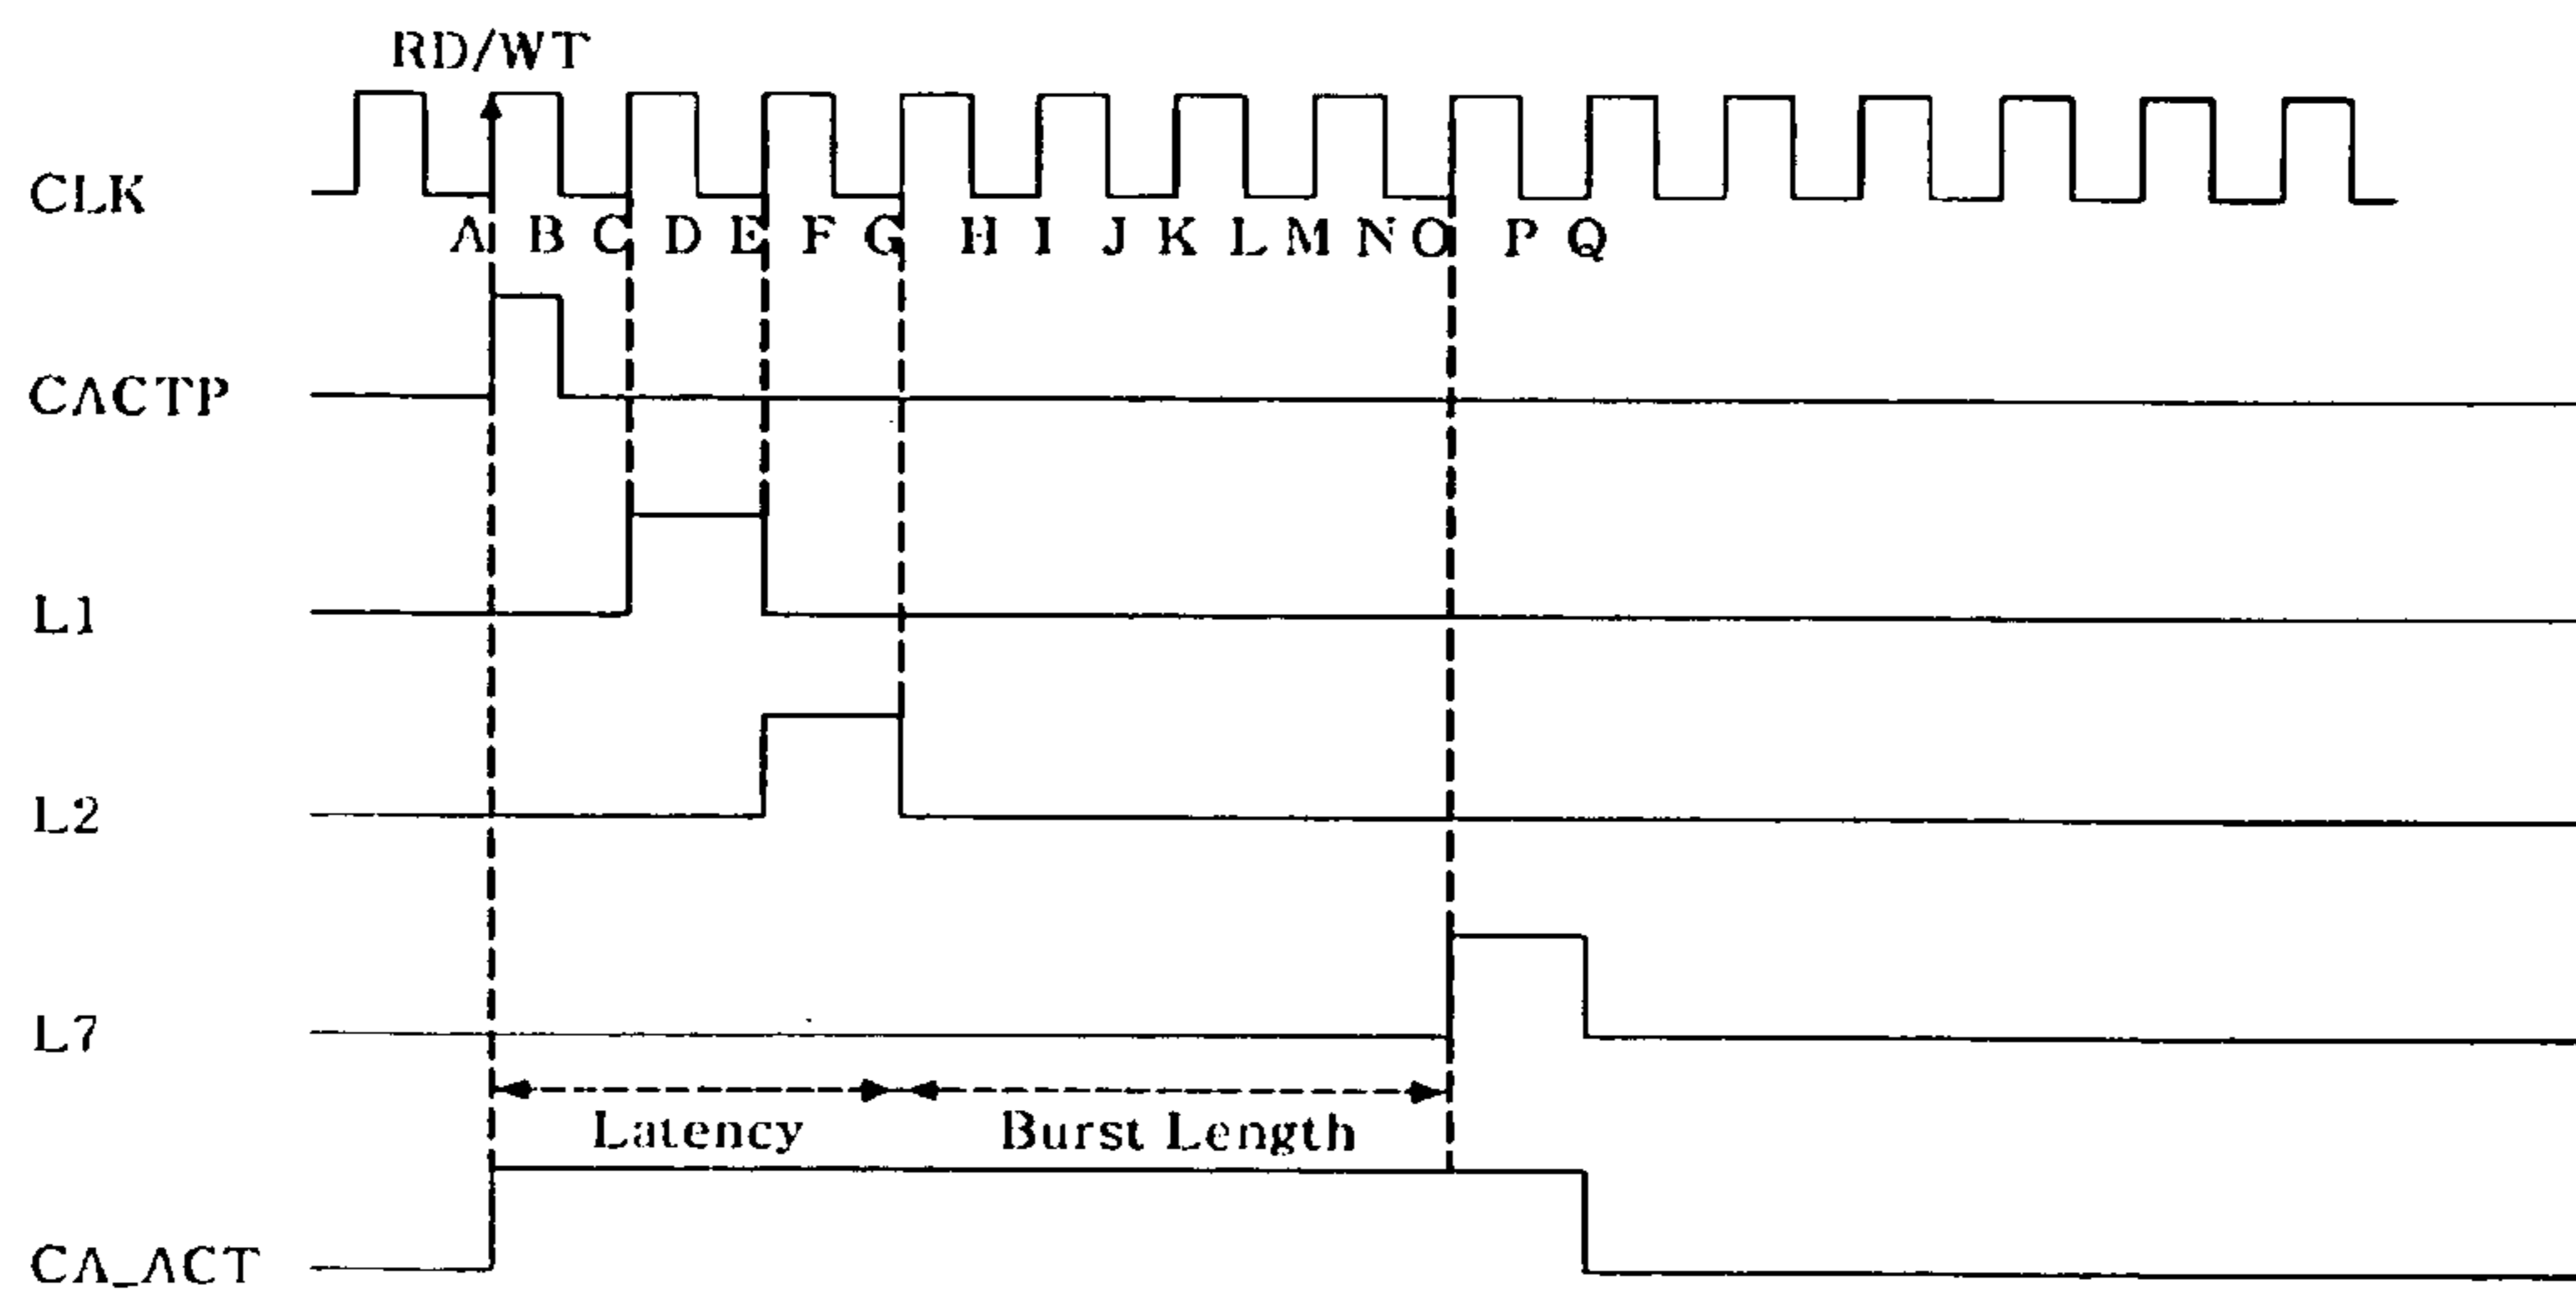 RD/WT
CLK
A B C D E F G H I J K L M N O P Q
CACTP
L1
L2
L7
Latency Burst Length
CA_ACT